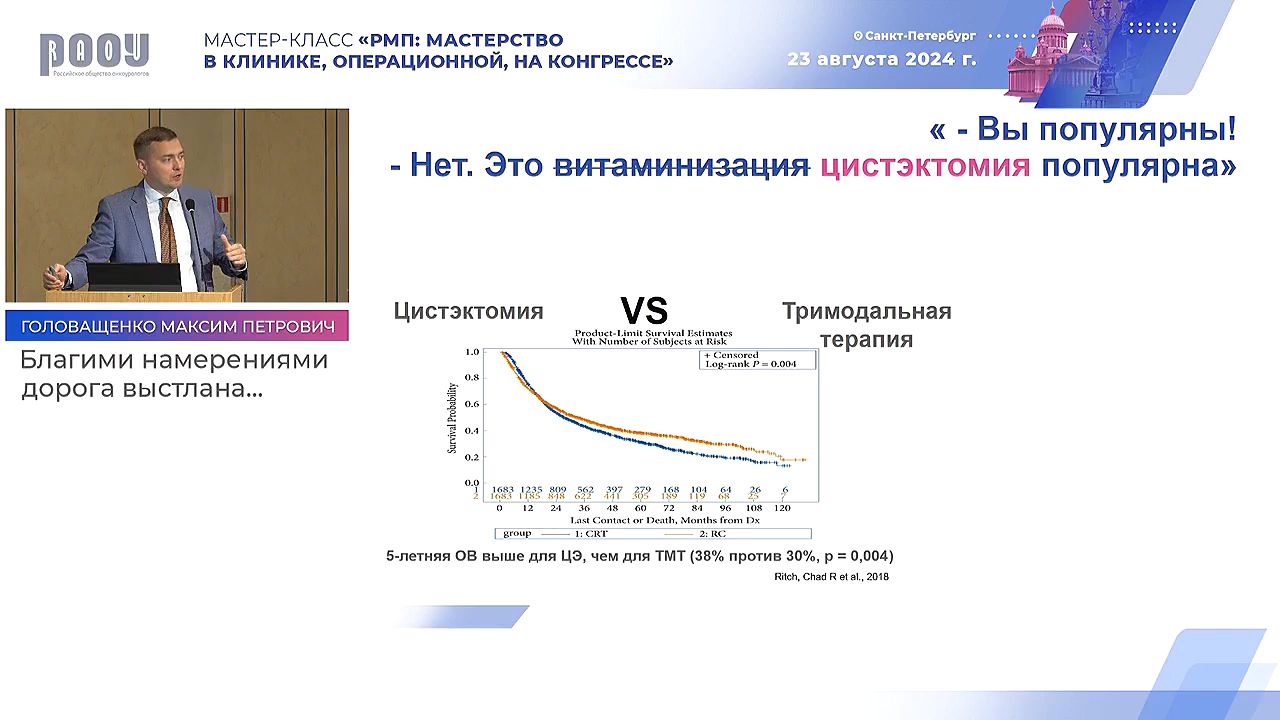 РАОУ
Российское общество онкоурологов
МАСТЕР-КЛАСС «РМП: МАСТЕРСТВО
В КЛИНИКЕ, ОПЕРАЦИОННОЙ, НА КОНГРЕССЕ»
Санкт-Петербург
23 августа 2024 г.
« - Вы популярны!
- Нет. Это витаминизация цистэктомия популярна»
ГОЛОВАЩЕНКО МАКСИМ ПЕТРОВИЧ
Благими намерениями
дорога выстлана...
Цистэктомия VS Тримодальная
терапия
Product-Limit Survival Estimates
With Number of Subjects at Risk
+ Censored
Log-rank P = 0.004
Survival Probability
1.0
0.8
0.6
0.4
0.2
0.0
1 1683 1235 809 562 397 279 168 104 64 26 6
2 1683 1185 848 622 441 305 189 119 68 25 7
0 12 24 36 48 60 72 84 96 108 120
Last Contact or Death, Months from Dx
group 1: CRT 2: RC
5-летняя ОВ выше для ЦЭ, чем для ТМТ (38% против 30%, p = 0,004)
Ritch, Chad R et al., 2018